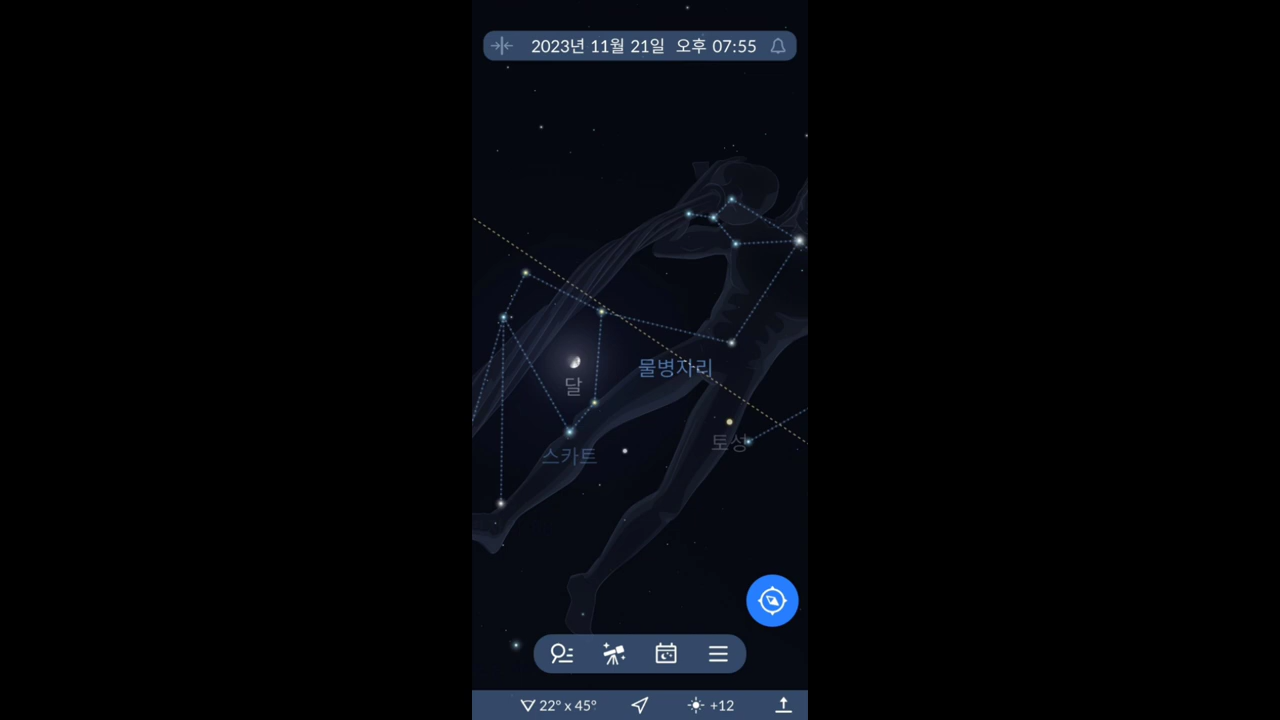 2023년 11월 21일 오후 07:55
물병자리
달
토성
스카트
22° x 45° +12